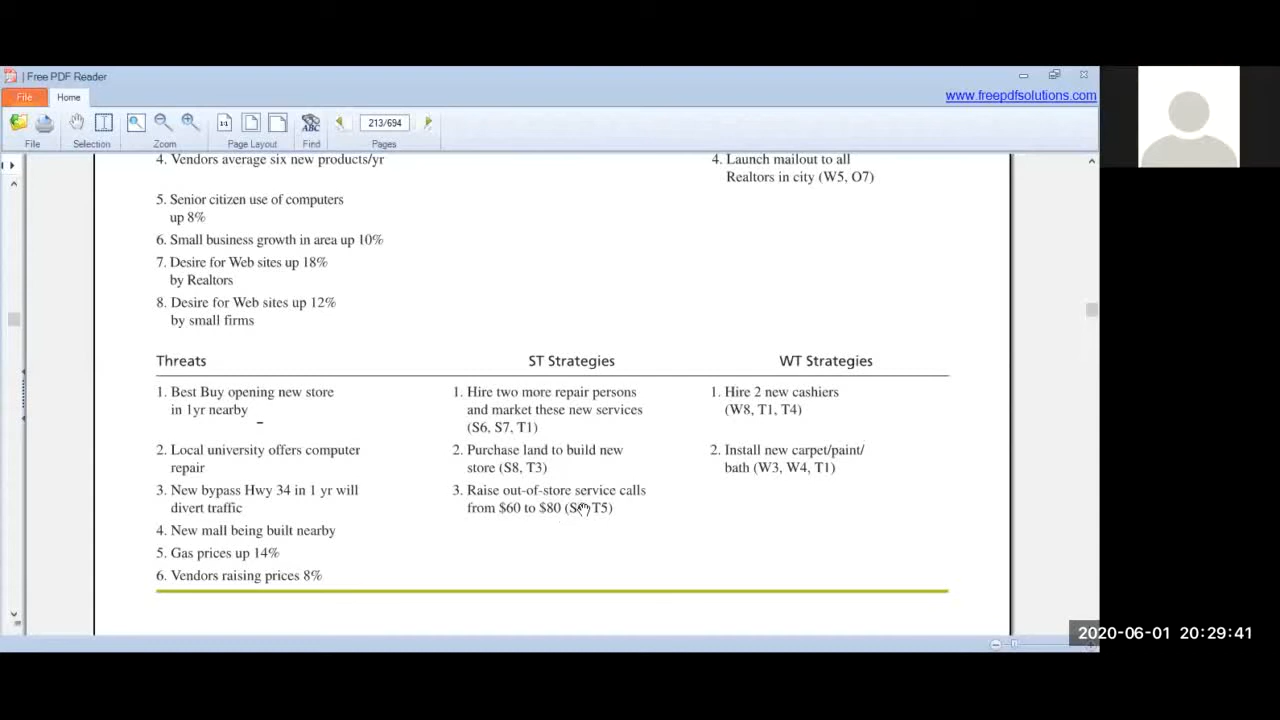 Free PDF Reader
www.freepdfsolutions.com
File
Home
1:1
ABC
213/694
File
Selection
Zoom
Page Layout
Find
Pages
4. Vendors average six new products/yr
5. Senior citizen use of computers
up 8%
6. Small business growth in area up 10%
7. Desire for Web sites up 18%
by Realtors
8. Desire for Web sites up 12%
by small firms
4. Launch mailout to all
Realtors in city (W5, O7)
Threats
1. Best Buy opening new store
in 1yr nearby
2. Local university offers computer
repair
3. New bypass Hwy 34 in 1 yr will
divert traffic
4. New mall being built nearby
5. Gas prices up 14%
6. Vendors raising prices 8%
ST Strategies
1. Hire two more repair persons
and market these new services
(S6, S7, T1)
2. Purchase land to build new
store (S8, T3)
3. Raise out-of-store service calls
from $60 to $80 T5)
WT Strategies
1. Hire 2 new cashiers
(W8, T1, T4)
2. Install new carpet/paint/
bath (W3, W4, T1)
2020-06-01 20:29:41